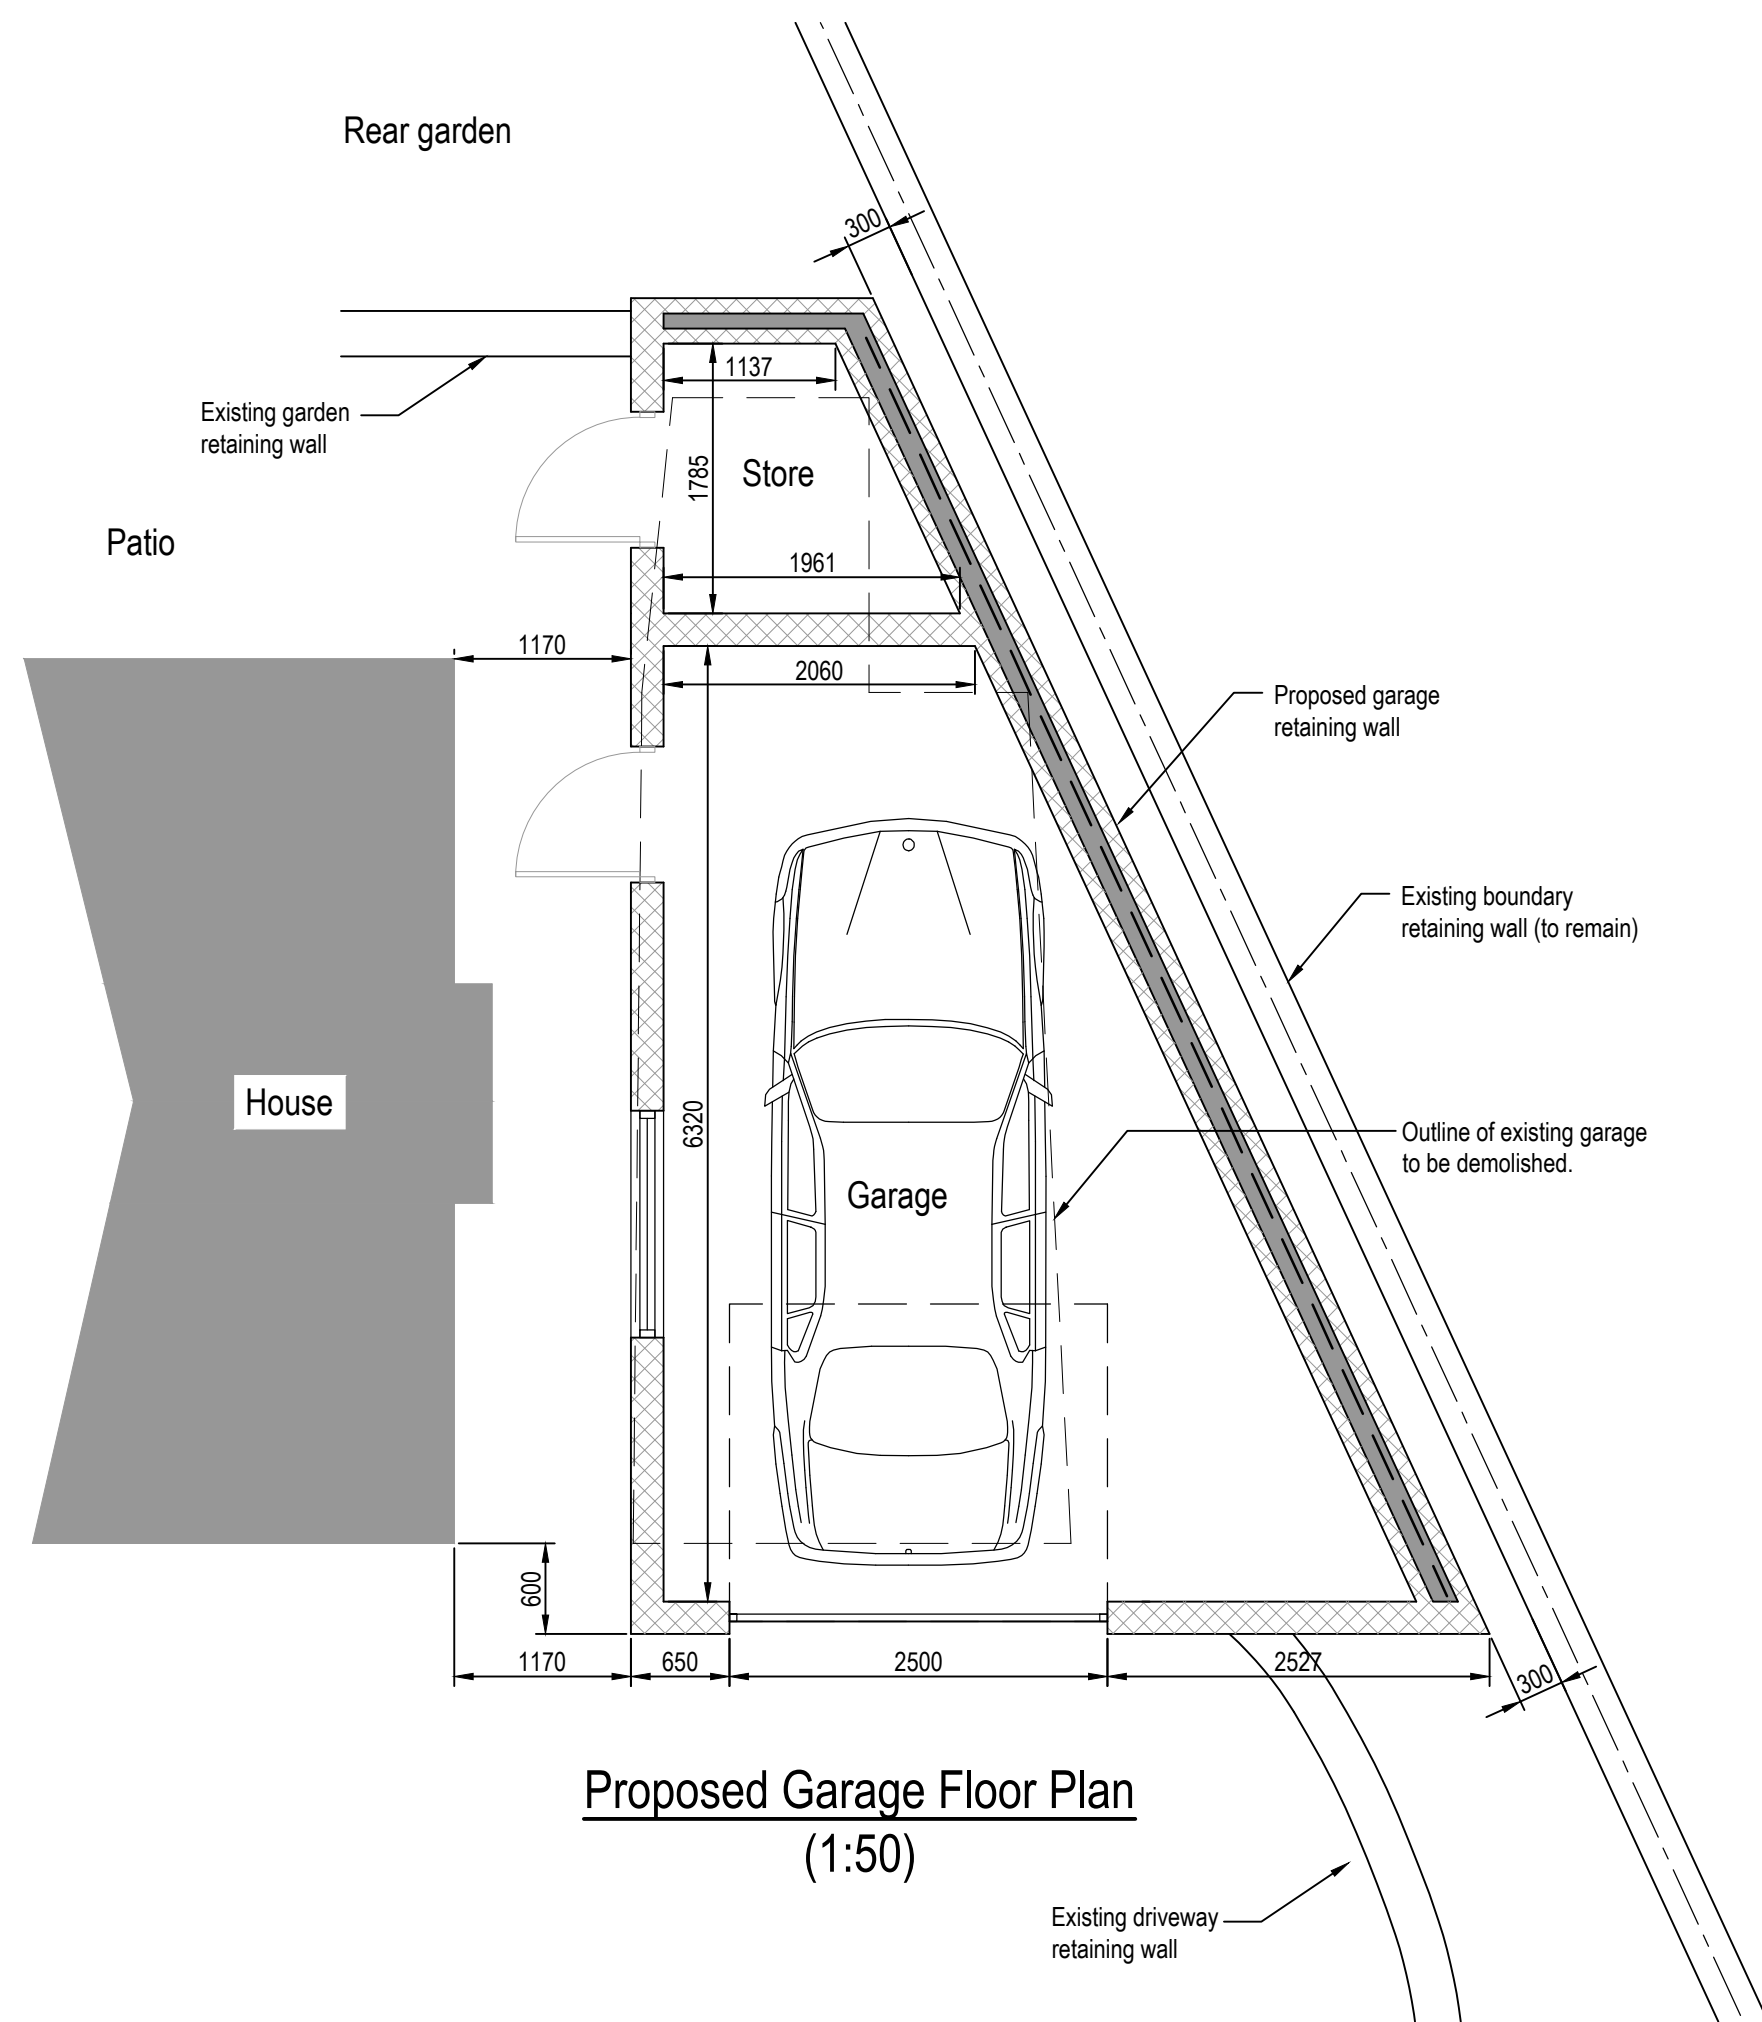 Rear garden
300
1137
Existing garden
retaining wall
1785
Store
Patio
1961
1170
2060
Proposed garage
retaining wall
Existing boundary
retaining wall (to remain)
House
6320
Outline of existing garage
to be demolished.
Garage
600
1170
650
2500
2527
300
Proposed Garage Floor Plan
(1:50)
Existing driveway
retaining wall